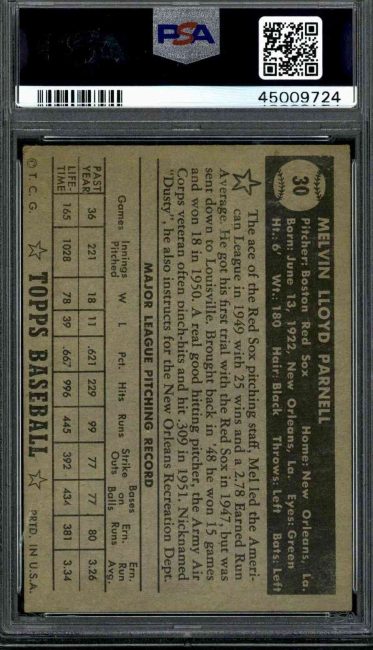 PSA
45009724
30
MELVIN LLOYD PARNELL
Pitcher: Boston Red Sox Home: New Orleans, La.
Born: June 13, 1922, New Orleans, La. Eyes: Green
Ht.: 6' Wt.: 180 Hair: Black Throws: Left Bats: Left
The ace of the Red Sox pitching staff, Mel led the Ameri-
can League in 1949 with 25 wins and a 2.78 Earned Run
Average. He got his first trial with the Red Sox in 1947, but was
sent down to Louisville. Brought back in '48 he won 15 games
and won 18 in 1950. A real good hitting pitcher, the Army Air
Corps veteran often pinch-hits and hit .309 in 1951. Nicknamed
"Dusty", he also instructs for the New Orleans Recreation Dept.
MAJOR LEAGUE PITCHING RECORD
Games Innings Pitched W L Pct. Hits Runs Strike Outs Bases on Balls Ern. Runs Ern. Run Avg.
PAST YEAR 36 221 18 11 .621 229 99 77 77 80 3.26
LIFE-TIME 165 1028 78 39 .667 996 445 392 434 381 3.34
© T. C. G. TOPPS BASEBALL PRTD. IN U.S.A.